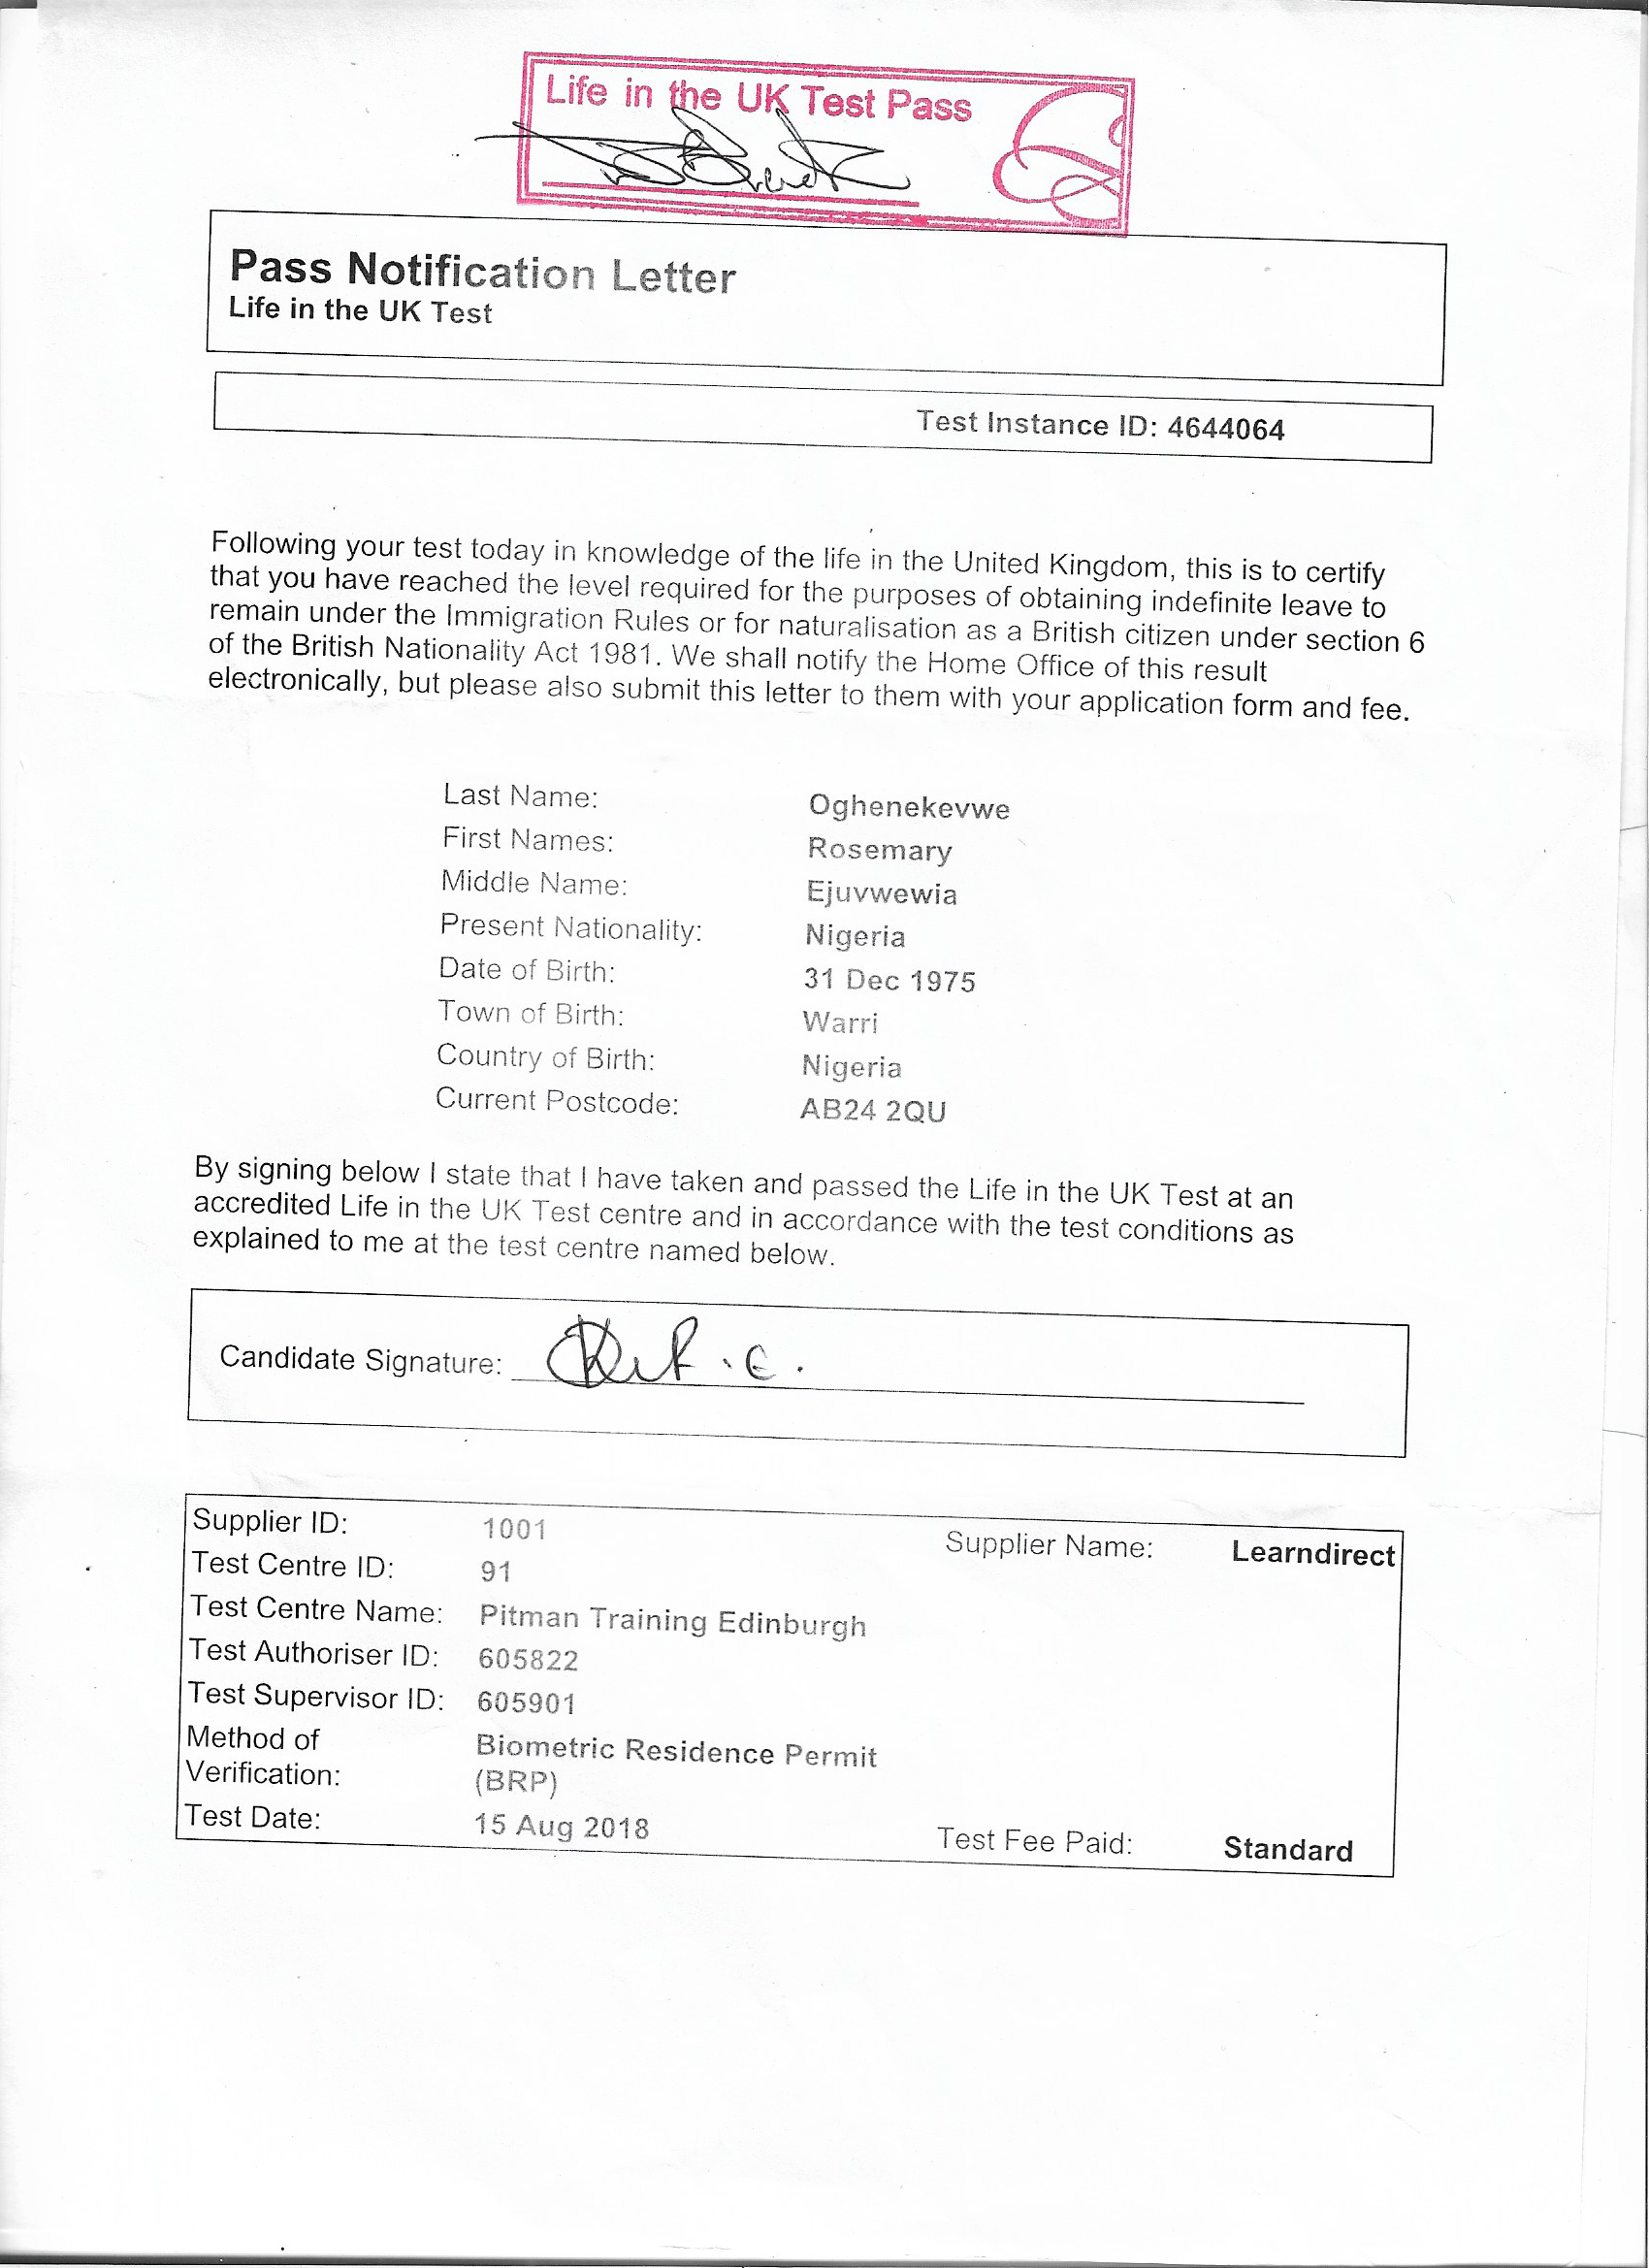 Life in the UK Test Pass
Pass Notification Letter
Life in the UK Test
Test Instance ID: 4644064
Following your test today in knowledge of the life in the United Kingdom, this is to certify
that you have reached the level required for the purposes of obtaining indefinite leave to
remain under the Immigration Rules or for naturalisation as a British citizen under section 6
of the British Nationality Act 1981. We shall notify the Home Office of this result
electronically, but please also submit this letter to them with your application form and fee.
Last Name: Oghenekevwe
First Names: Rosemary
Middle Name: Ejuvwewia
Present Nationality: Nigeria
Date of Birth: 31 Dec 1975
Town of Birth: Warri
Country of Birth: Nigeria
Current Postcode: AB24 2QU
By signing below I state that I have taken and passed the Life in the UK Test at an
accredited Life in the UK Test centre and in accordance with the test conditions as
explained to me at the test centre named below.
Candidate Signature:
Supplier ID: 1001 Supplier Name: Learndirect
Test Centre ID: 91
Test Centre Name: Pitman Training Edinburgh
Test Authoriser ID: 605822
Test Supervisor ID: 605901
Method of Biometric Residence Permit
Verification: (BRP)
Test Date: 15 Aug 2018 Test Fee Paid: Standard